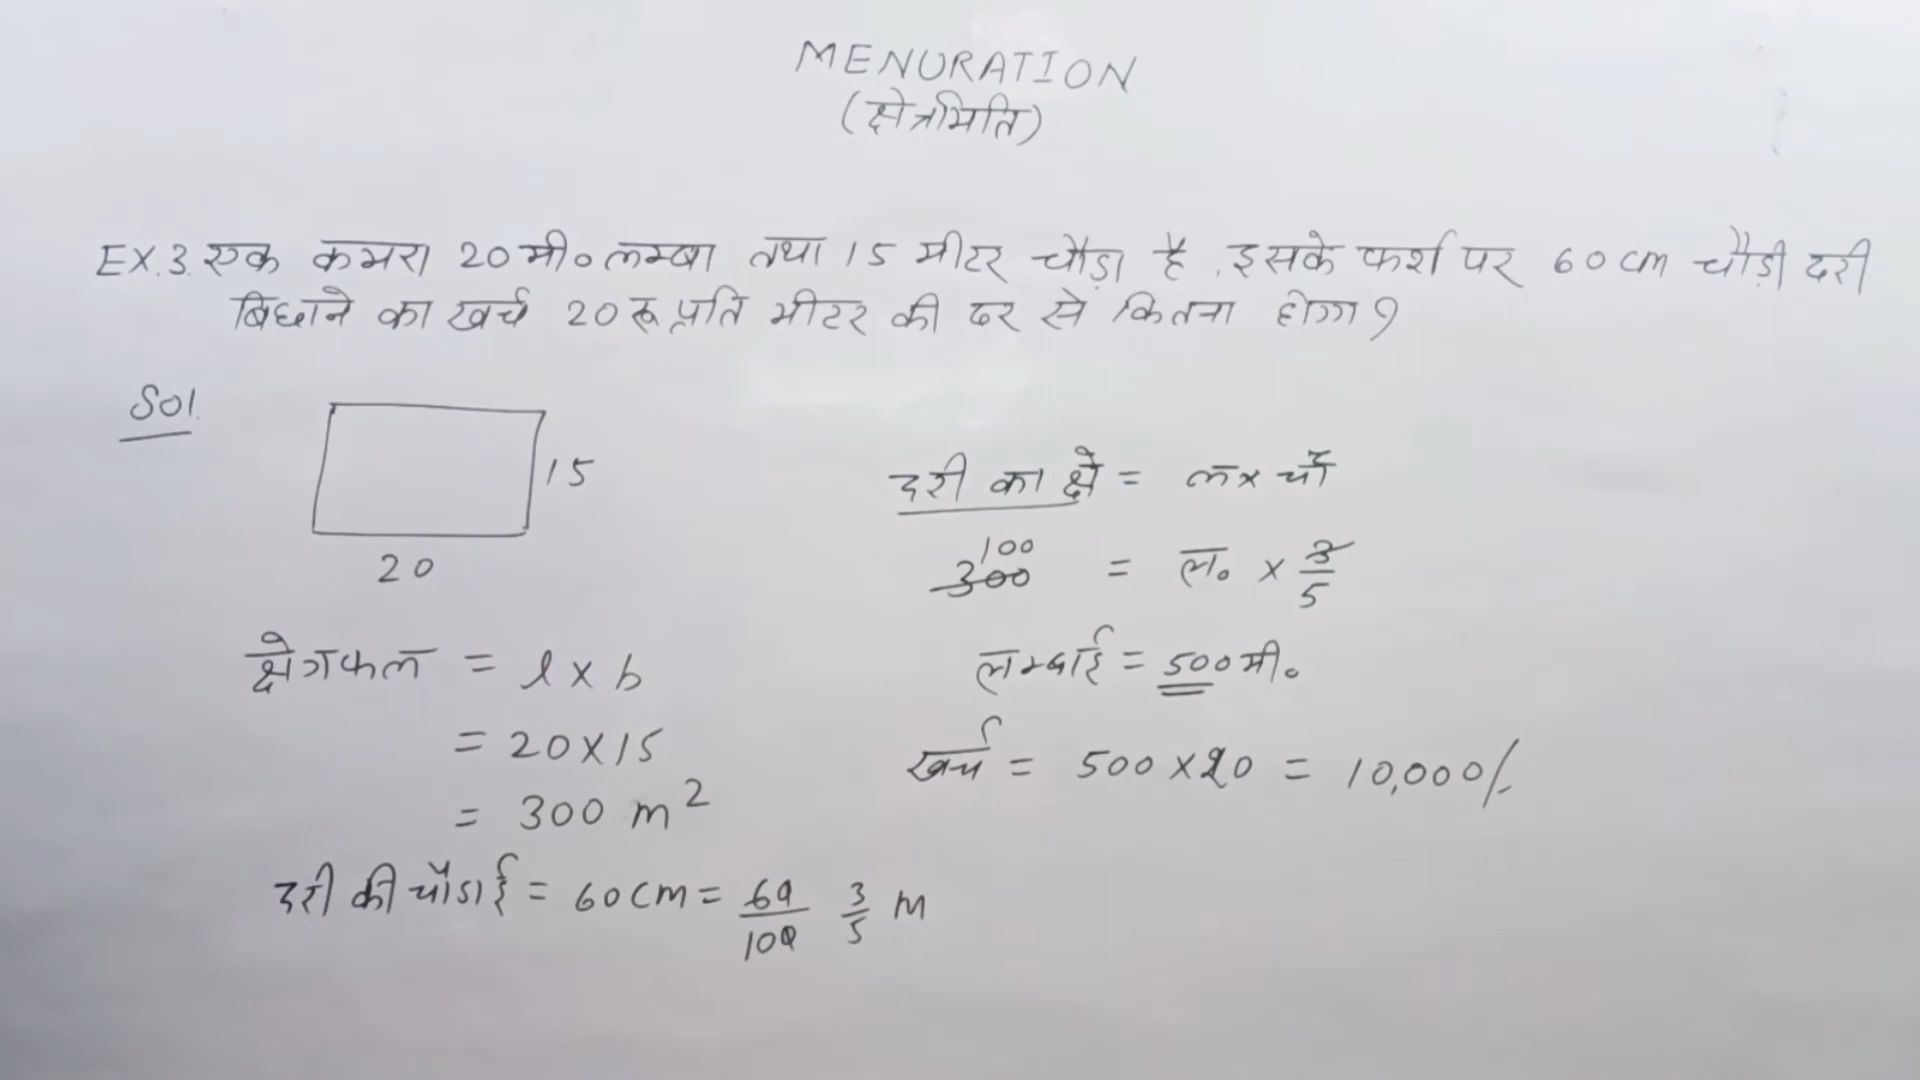 MENURATION
(क्षेत्रमिति)
EX.3. एक कमरा 20 मी० लम्बा तथा 15 मीटर चौड़ा है . इसके फर्श पर 60 cm चौड़ी दरी
बिछाने का खर्च 20 रू प्रति मीटर की दर से कितना होगा ?
Sol.
15
20
क्षेत्रफल = l x b
= 20 X 15
= 300 m²
दरी की चौडाई = 60 cm = 60/100 3/5 M
दरी का क्षे = ल x चौ
100
300 = ल० x 3/5
लम्बाई = 500 मी०
खर्च = 500 x 20 = 10,000/-